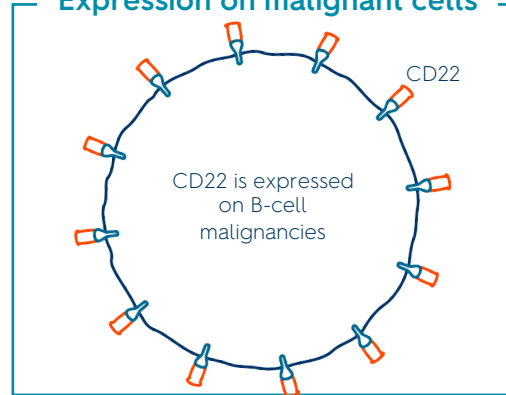 Expression on malignant cells
CD22
CD22 is expressed
on B-cell
malignancies